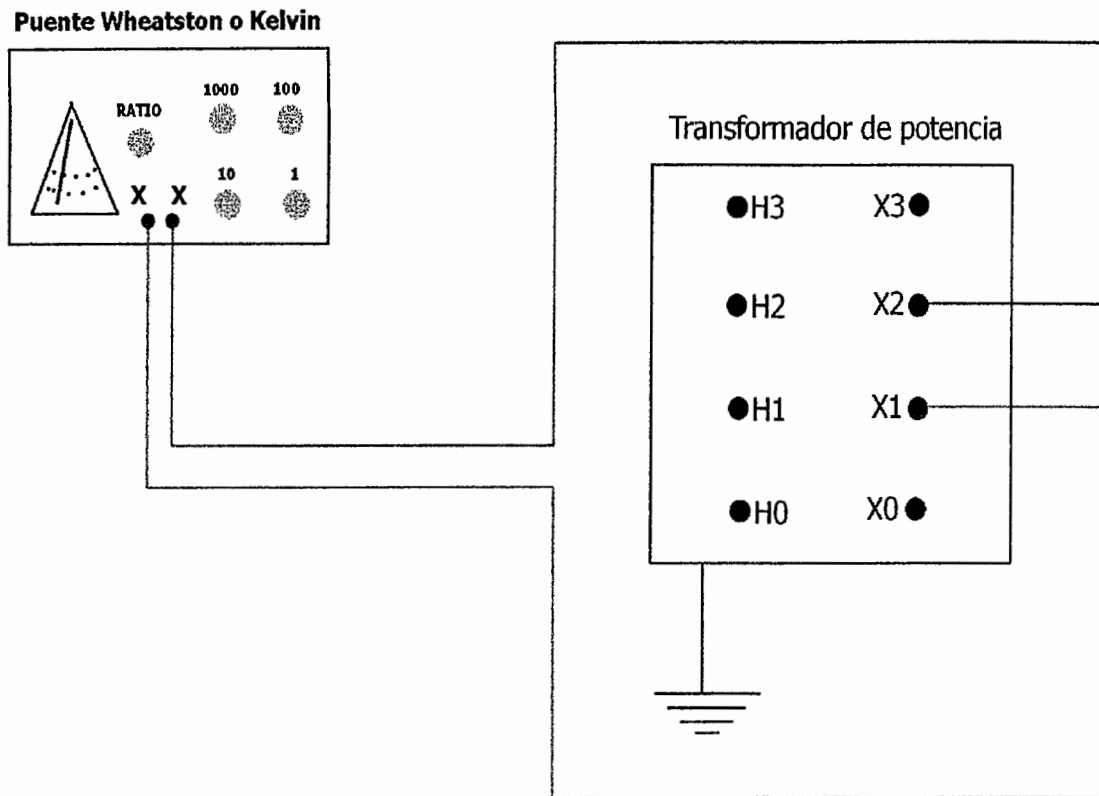 Puente Wheatston o Kelvin
RATIO
1000
100
X
X
10
1
Transformador de potencia
H3
X3
H2
X2
H1
X1
H0
X0